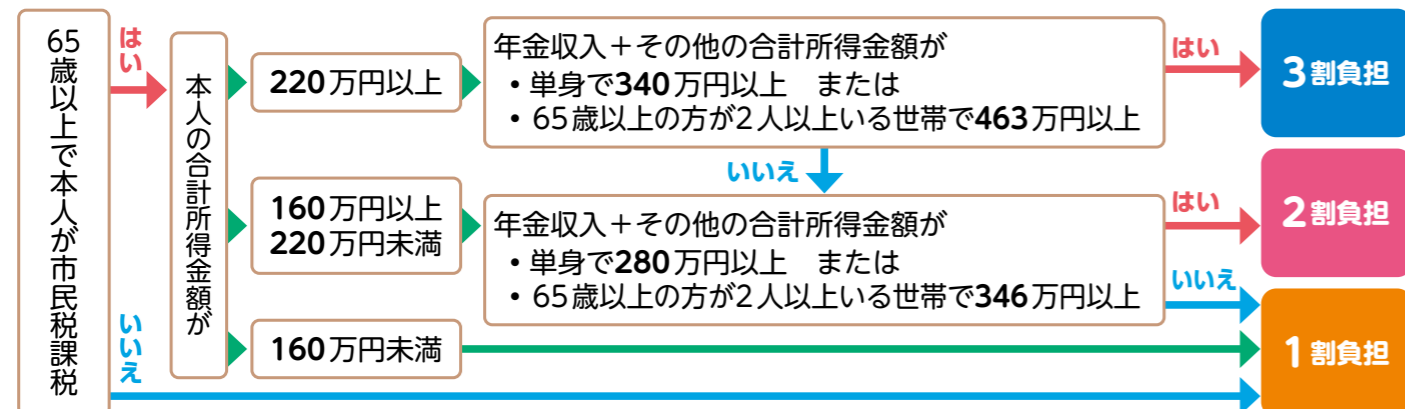 65歳以上で本人が市民税課税
はい
いいえ
本人の合計所得金額が
220万円以上
年金収入+その他の合計所得金額が
・単身で340万円以上 または
・65歳以上の方が2人以上いる世帯で463万円以上
はい
3割負担
いいえ
160万円以上
220万円未満
年金収入+その他の合計所得金額が
・単身で280万円以上 または
・65歳以上の方が2人以上いる世帯で346万円以上
はい
2割負担
いいえ
160万円未満
1割負担